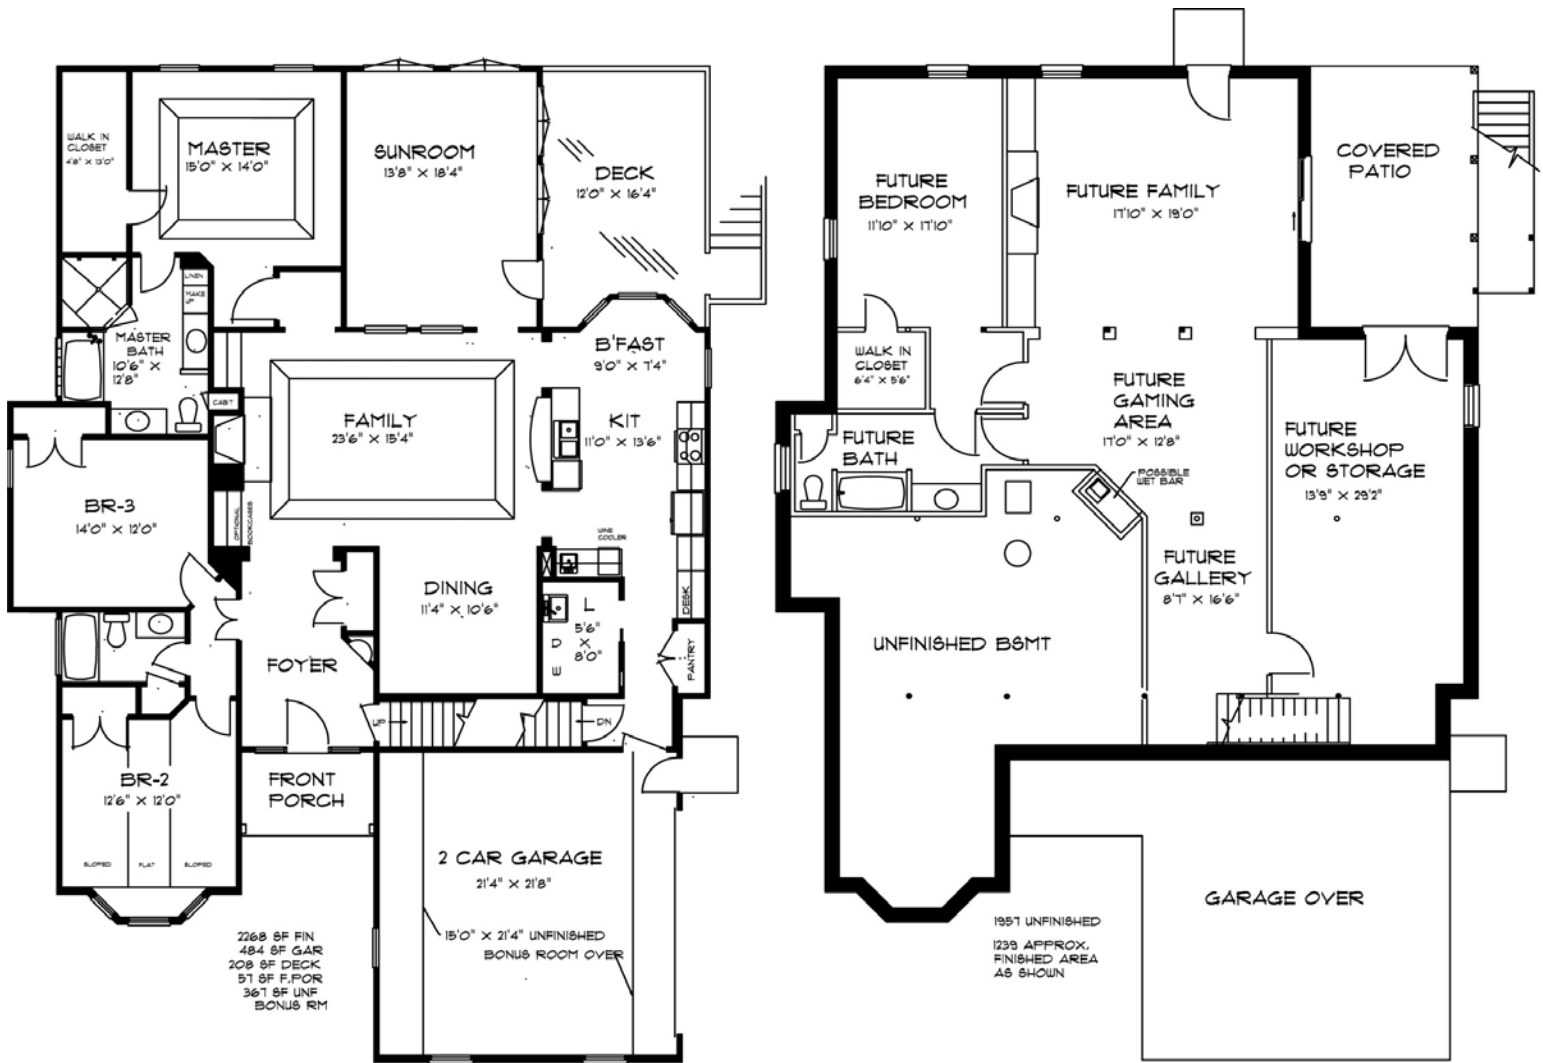 WALK IN
CLOSET
4'8" X 13'0"
MASTER
15'0" X 14'0"
SUNROOM
13'8" X 18'4"
DECK
12'0" X 16'4"
LINEN
MAKE
UP
MASTER
BATH
10'6" X
12'8"
CAB'T
B'FAST
9'0" X 7'4"
FAMILY
23'6" X 15'4"
KIT
11'0" X 13'6"
BR-3
14'0" X 12'0"
OPTIONAL
BOOKCASES
WINE
COOLER
DINING
11'4" X 10'6"
DESK
L
5'6"
X
8'0"
D
W
PANTRY
FOYER
UP
DN
BR-2
12'6" X 12'0"
SLOPED
FLAT
SLOPED
FRONT
PORCH
2 CAR GARAGE
21'4" X 21'8"
15'0" X 21'4" UNFINISHED
BONUS ROOM OVER
2268 SF FIN
484 SF GAR
208 SF DECK
57 SF F.POR
367 SF UNF
BONUS RM
FUTURE
BEDROOM
11'10" X 17'10"
FUTURE FAMILY
17'10" X 19'0"
COVERED
PATIO
WALK IN
CLOSET
6'4" X 5'6"
FUTURE
GAMING
AREA
17'0" X 12'8"
FUTURE
BATH
POSSIBLE
WET BAR
FUTURE
WORKSHOP
OR STORAGE
13'9" X 29'2"
FUTURE
GALLERY
8'7" X 16'6"
UNFINISHED BSMT
GARAGE OVER
1957 UNFINISHED
1239 APPROX.
FINISHED AREA
AS SHOWN